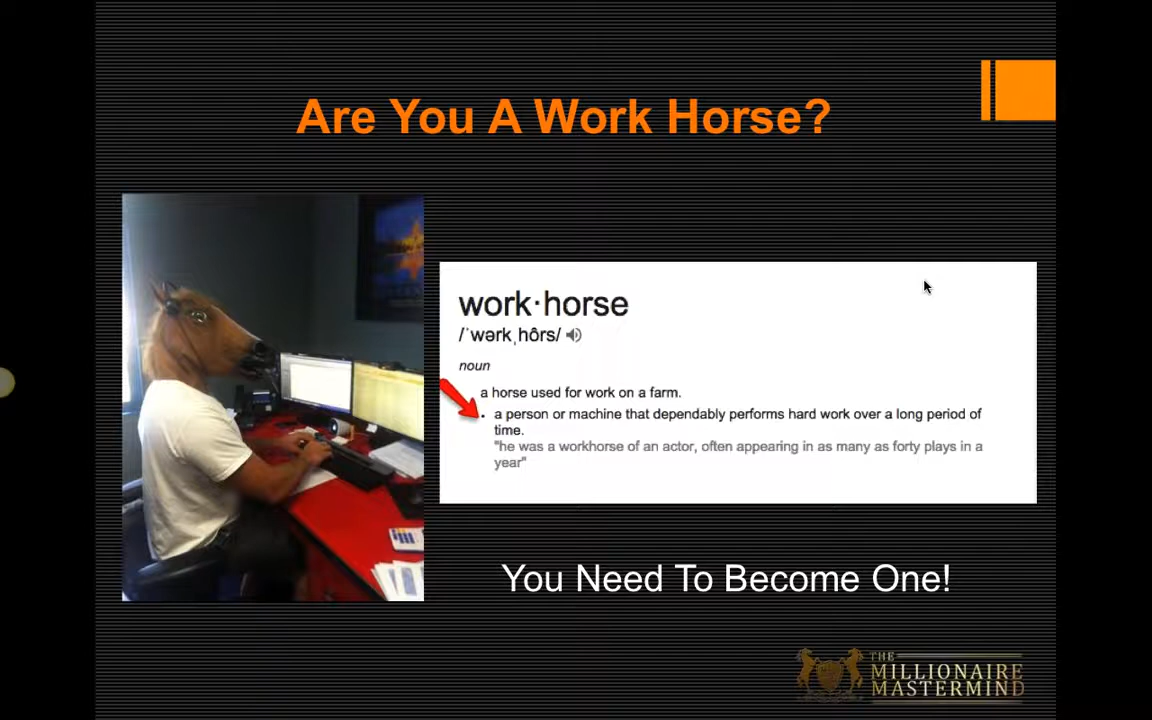 Are You A Work Horse?
work·horse
/ˈwərkˌhôrs/
noun
a horse used for work on a farm.
• a person or machine that dependably performs hard work over a long period of
time.
"he was a workhorse of an actor, often appearing in as many as forty plays in a
year"
You Need To Become One!
THE
MILLIONAIRE
MASTERMIND